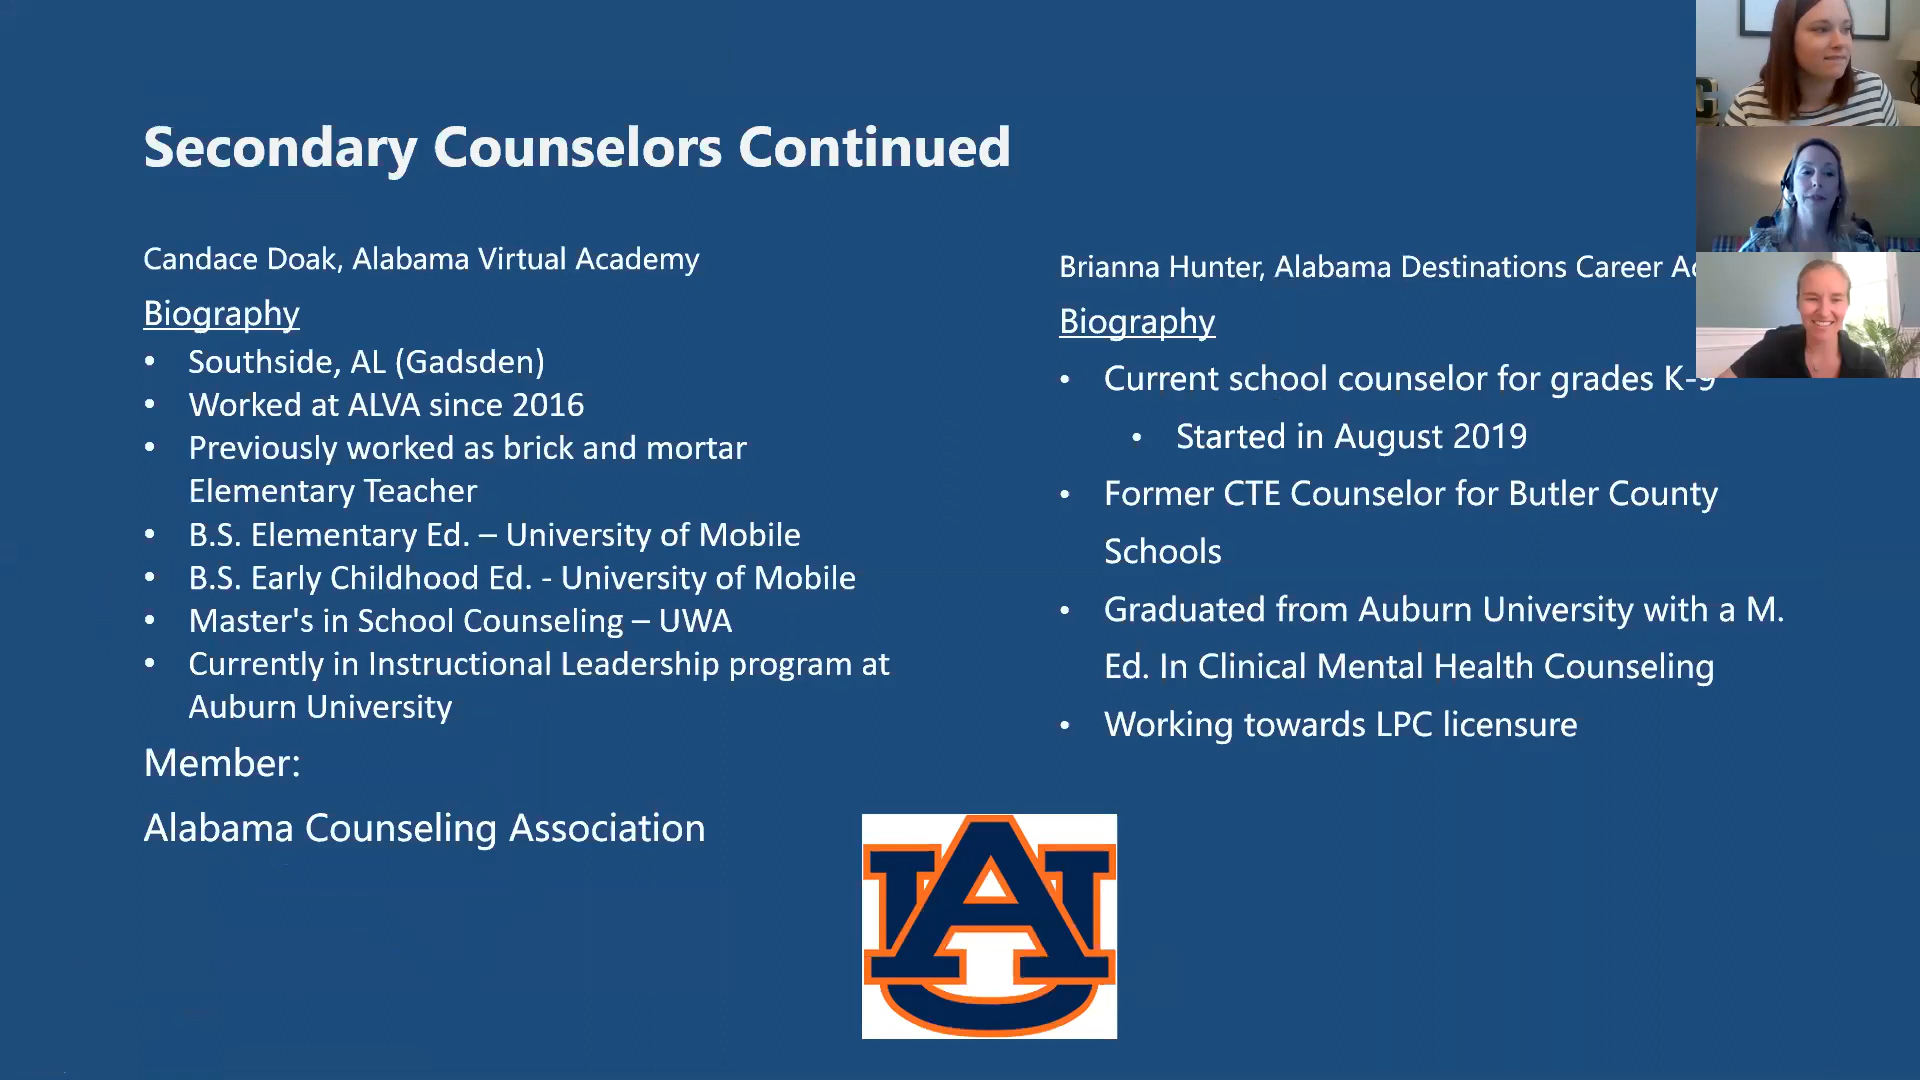 Secondary Counselors Continued
Candace Doak, Alabama Virtual Academy
Biography
• Southside, AL (Gadsden)
• Worked at ALVA since 2016
• Previously worked as brick and mortar
Elementary Teacher
• B.S. Elementary Ed. – University of Mobile
• B.S. Early Childhood Ed. - University of Mobile
• Master's in School Counseling – UWA
• Currently in Instructional Leadership program at
Auburn University
Member:
Alabama Counseling Association
Brianna Hunter, Alabama Destinations Career
Biography
• Current school counselor for grades K-9
• Started in August 2019
• Former CTE Counselor for Butler County
Schools
• Graduated from Auburn University with a M.
Ed. In Clinical Mental Health Counseling
• Working towards LPC licensure
AU